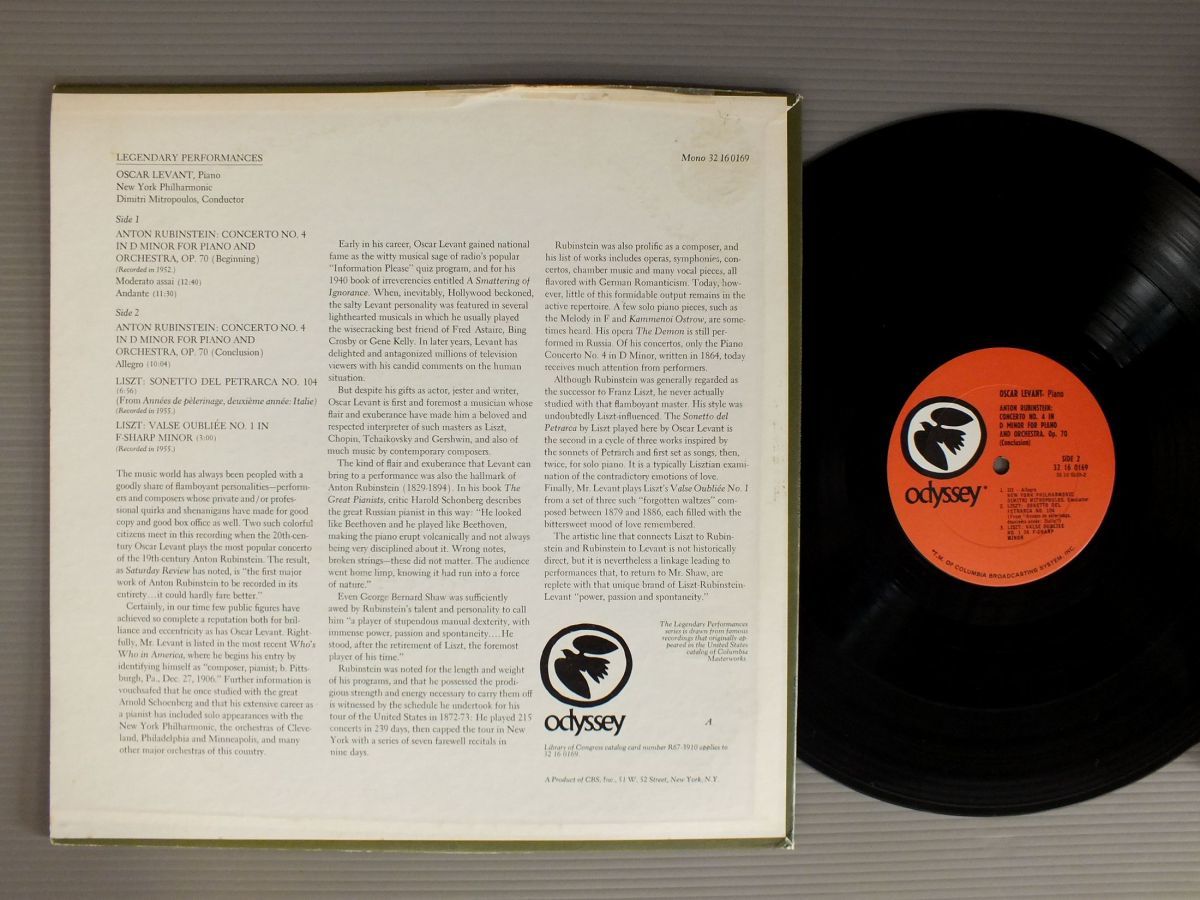 LEGENDARY PERFORMANCES
OSCAR LEVANT, Piano
New York Philharmonic
Dimitri Mitropoulos, Conductor
Side 1
ANTON RUBINSTEIN: CONCERTO NO. 4
IN D MINOR FOR PIANO AND
ORCHESTRA, OP. 70 (Beginning)
(Recorded in 1952.)
Moderato assai (12:40)
Andante (11:30)
Side 2
ANTON RUBINSTEIN: CONCERTO NO. 4
IN D MINOR FOR PIANO AND
ORCHESTRA, OP. 70 (Conclusion)
Allegro (10:04)
LISZT: SONETTO DEL PETRARCA NO. 104
(6:56)
(From Années de pèlerinage, deuxième année: Italie)
(Recorded in 1955.)
LISZT: VALSE OUBLIÉE NO. 1 IN
F-SHARP MINOR (3:00)
(Recorded in 1955.)
The music world has always been peopled with a
goodly share of flamboyant personalities—perform-
ers and composers whose private and/or profes-
sional quirks and shenanigans have made for good
copy and good box office as well. Two such colorful
citizens meet in this recording when the 20th-cen-
tury Oscar Levant plays the most popular concerto
of the 19th-century Anton Rubinstein. The result,
as Saturday Review has noted, is "the first major
work of Anton Rubinstein to be recorded in its
entirety...it could hardly fare better."
Certainly, in our time few public figures have
achieved so complete a reputation both for bril-
liance and eccentricity as has Oscar Levant. Right-
fully, Mr. Levant is listed in the most recent Who's
Who in America, where he begins his entry by
identifying himself as "composer, pianist; b. Pitts-
burgh, Pa., Dec. 27, 1906." Further information is
vouchsafed that he once studied with the great
Arnold Schoenberg and that his extensive career as
a pianist has included solo appearances with the
New York Philharmonic, the orchestras of Cleve-
land, Philadelphia and Minneapolis, and many
other major orchestras of this country.
Early in his career, Oscar Levant gained national
fame as the witty musical sage of radio's popular
"Information Please" quiz program, and for his
1940 book of irreverencies entitled A Smattering of
Ignorance. When, inevitably, Hollywood beckoned,
the salty Levant personality was featured in several
lighthearted musicals in which he usually played
the wisecracking best friend of Fred Astaire, Bing
Crosby or Gene Kelly. In later years, Levant has
delighted and antagonized millions of television
viewers with his candid comments on the human
situation.
But despite his gifts as actor, jester and writer,
Oscar Levant is first and foremost a musician whose
flair and exuberance have made him a beloved and
respected interpreter of such masters as Liszt,
Chopin, Tchaikovsky and Gershwin, and also of
much music by contemporary composers.
The kind of flair and exuberance that Levant can
bring to a performance was also the hallmark of
Anton Rubinstein (1829-1894). In his book The
Great Pianists, critic Harold Schonberg describes
the great Russian pianist in this way: "He looked
like Beethoven and he played like Beethoven,
making the piano erupt volcanically and not always
being very disciplined about it. Wrong notes,
broken strings—these did not matter. The audience
went home limp, knowing it had run into a force
of nature."
Even George Bernard Shaw was sufficiently
awed by Rubinstein's talent and personality to call
him "a player of stupendous manual dexterity, with
immense power, passion and spontaneity....He
stood, after the retirement of Liszt, the foremost
player of his time."
Rubinstein was noted for the length and weight
of his programs, and that he possessed the prodi-
gious strength and energy necessary to carry them off
is witnessed by the schedule he undertook for his
tour of the United States in 1872-73: He played 215
concerts in 239 days, then capped the tour in New
York with a series of seven farewell recitals in
nine days.
Mono 32 16 0169
Rubinstein was also prolific as a composer, and
his list of works includes operas, symphonies, con-
certos, chamber music and many vocal pieces, all
flavored with German Romanticism. Today, how-
ever, little of this formidable output remains in the
active repertoire. A few solo piano pieces, such as
the Melody in F and Kammenoi Ostrow, are some-
times heard. His opera The Demon is still per-
formed in Russia. Of his concertos, only the Piano
Concerto No. 4 in D Minor, written in 1864, today
receives much attention from performers.
Although Rubinstein was generally regarded as
the successor to Franz Liszt, he never actually
studied with that flamboyant master. His style was
undoubtedly Liszt-influenced. The Sonetto del
Petrarca by Liszt played here by Oscar Levant is
the second in a cycle of three works inspired by
the sonnets of Petrarch and first set as songs, then,
twice, for solo piano. It is a typically Lisztian exami-
nation of the contradictory emotions of love.
Finally, Mr. Levant plays Liszt's Valse Oubliée No. 1
from a set of three such "forgotten waltzes" com-
posed between 1879 and 1886, each filled with the
bittersweet mood of love remembered.
The artistic line that connects Liszt to Rubin-
stein and Rubinstein to Levant is not historically
direct, but it is nevertheless a linkage leading to
performances that, to return to Mr. Shaw, are
replete with that unique brand of Liszt-Rubinstein-
Levant "power, passion and spontaneity."
The Legendary Performances
series is drawn from famous
recordings that originally ap-
peared in the United States
catalog of Columbia
Masterworks.
odyssey
A
Library of Congress catalog card number R67-3910 applies to
32 16 0169.
A Product of CBS, Inc., 51 W. 52 Street, New York, N.Y.
OSCAR LEVANT, Piano
ANTON RUBINSTEIN:
CONCERTO NO. 4 IN
D MINOR FOR PIANO
AND ORCHESTRA, Op. 70
(Conclusion)
SIDE 2
32 16 0169
odyssey
1. III - Allegro
NEW YORK PHILHARMONIC
DIMITRI MITROPOULOS, Conductor
2. LISZT: SONETTO DEL
PETRARCA NO. 104
3. LISZT: VALSE OUBLIEE
NO. 1 IN F-SHARP
MINOR
*T.M. OF COLUMBIA BROADCASTING SYSTEM, INC.